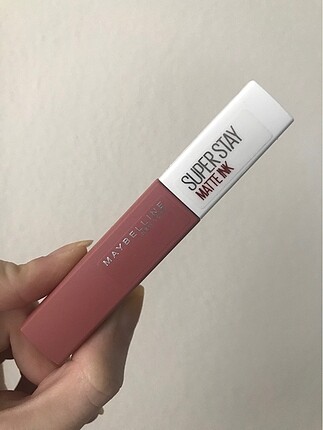 SUPER STAY
MATTE INK
MAYBELLINE